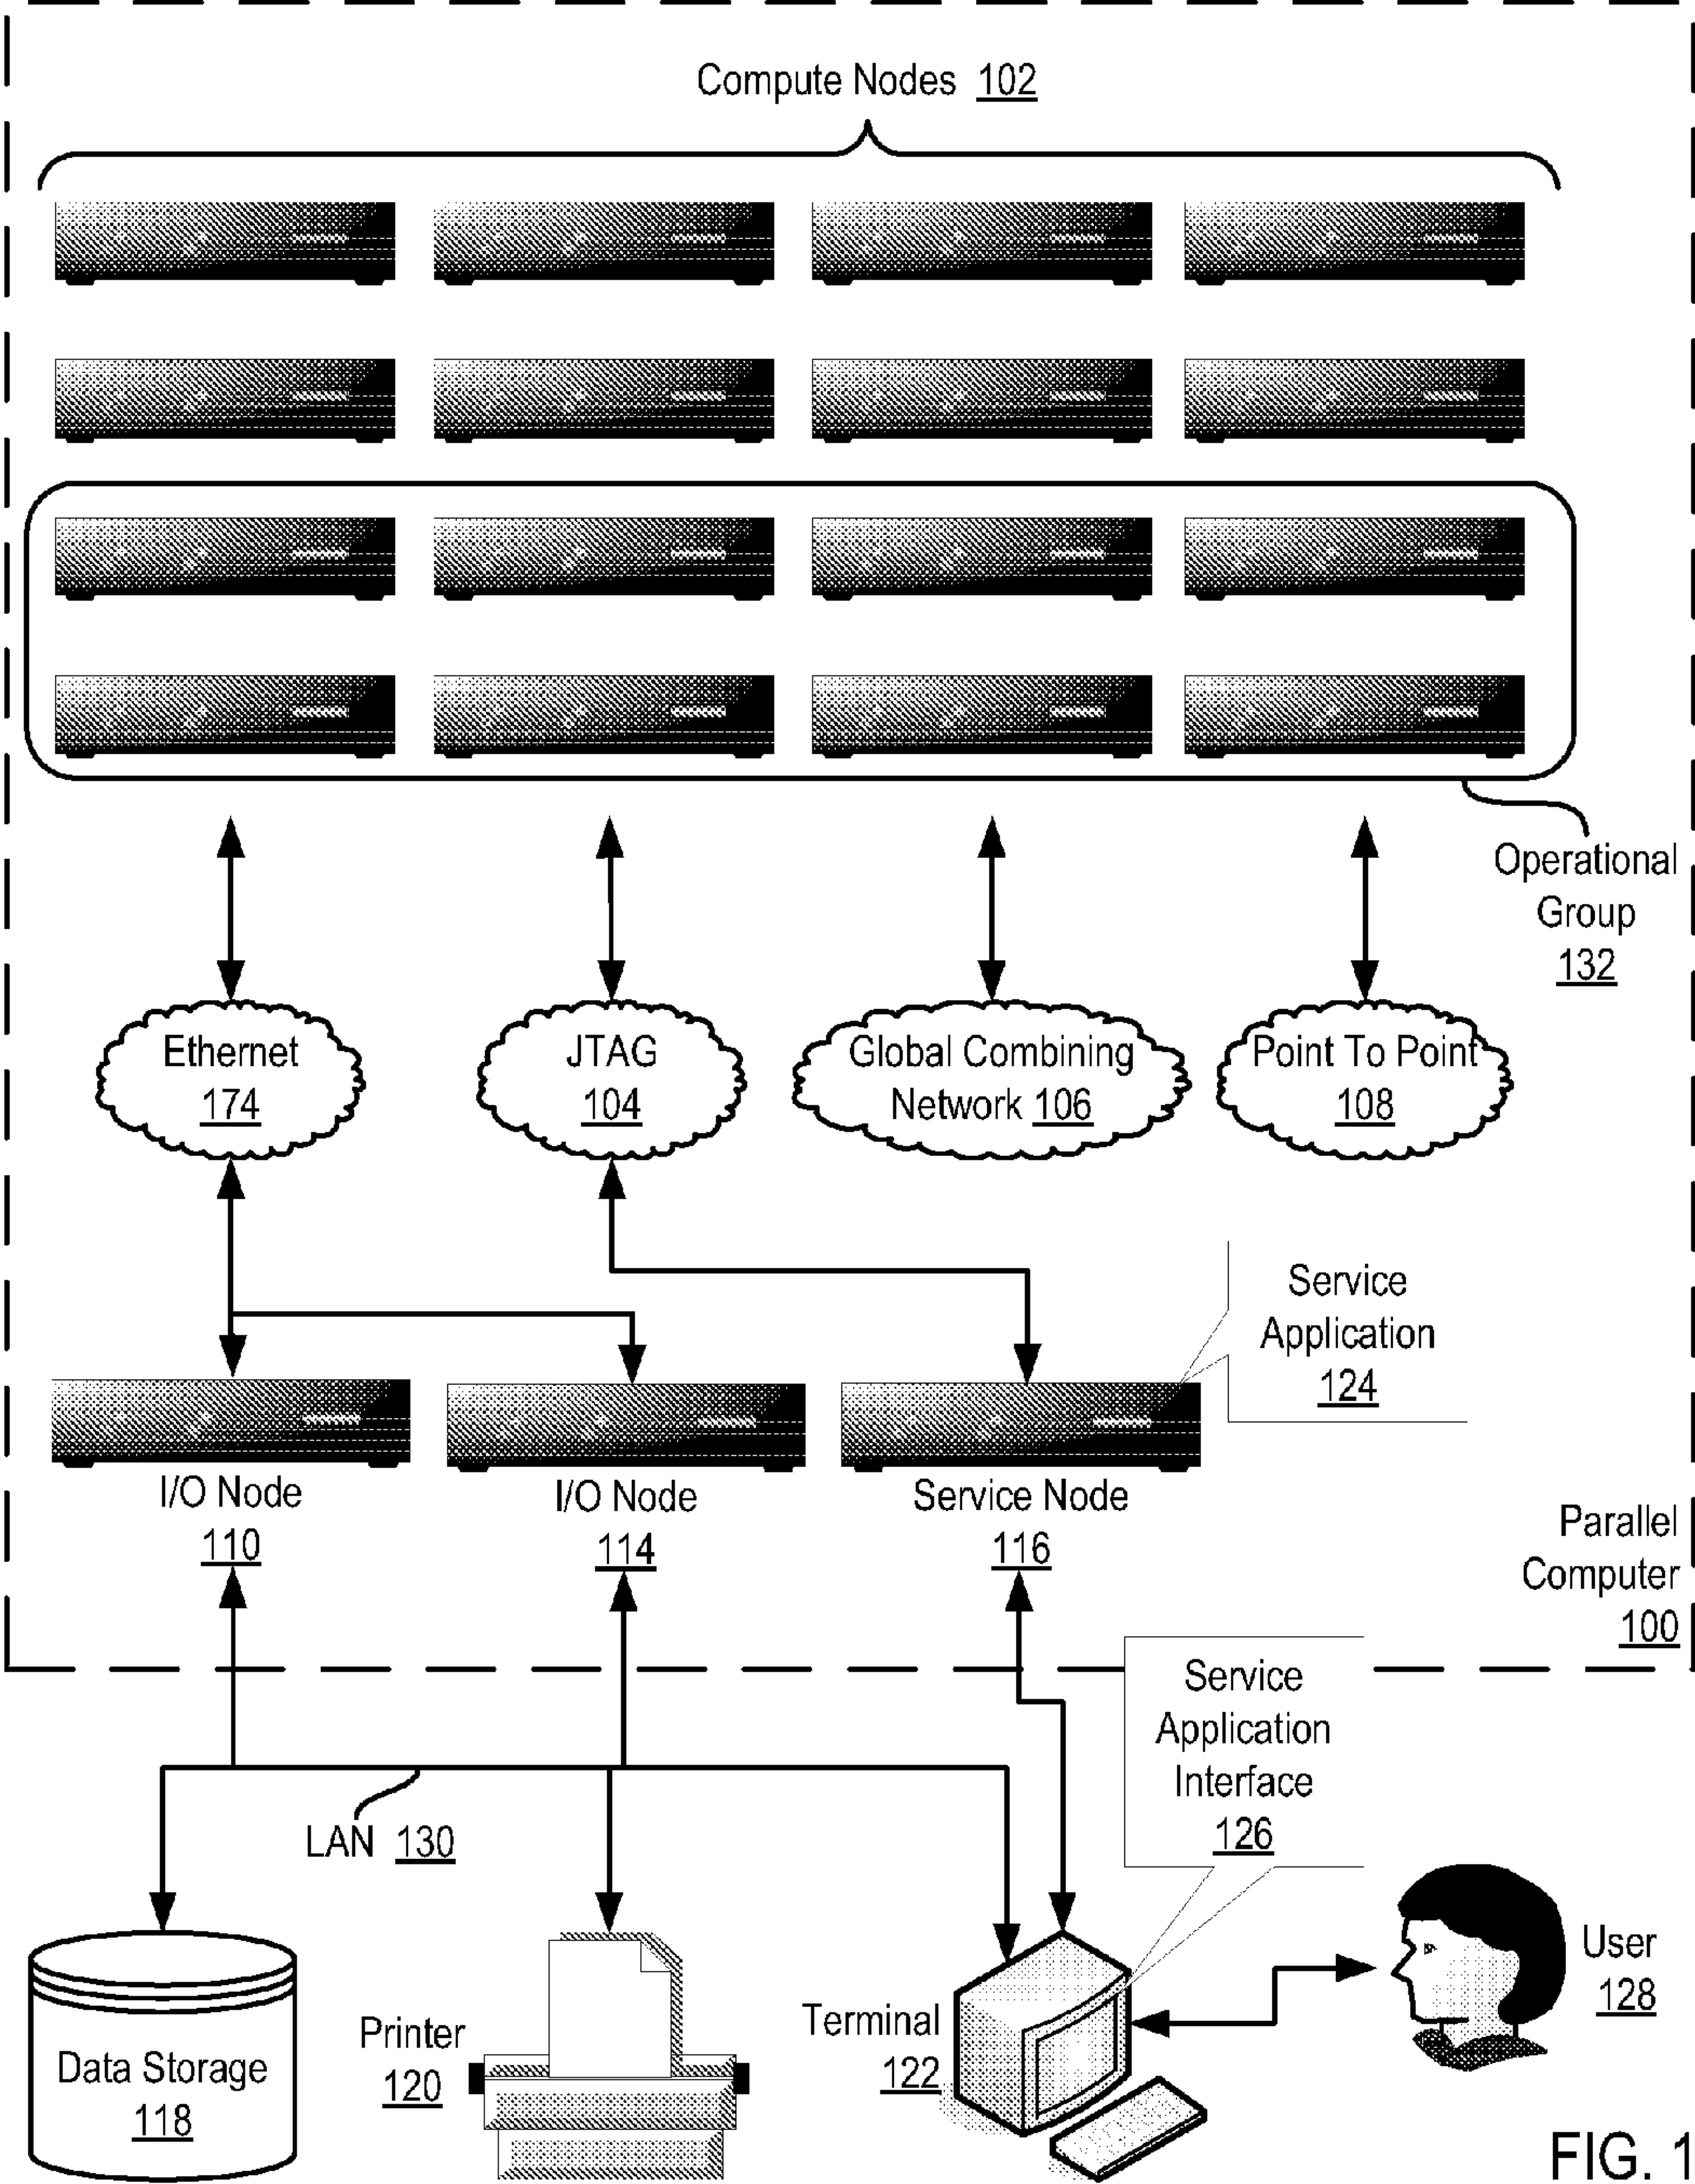 Compute Nodes 102
Operational
Group
132
Ethernet
174
JTAG
104
Global Combining
Network 106
Point To Point
108
Service
Application
124
I/O Node
110
I/O Node
114
Service Node
116
Parallel
Computer
100
Service
Application
Interface
126
LAN 130
Data Storage
118
Printer
120
Terminal
122
User
128
FIG. 1